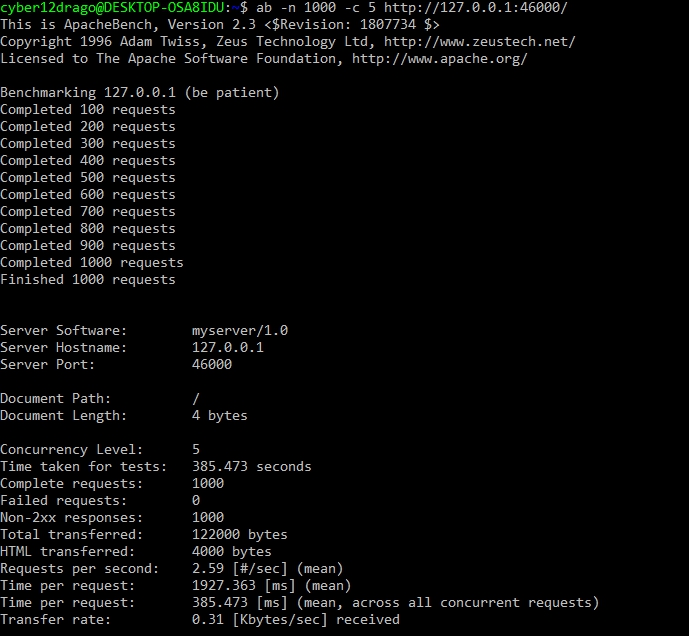 cyber12drago@DESKTOP-OSA8IDU:~$ ab -n 1000 -c 5 http://127.0.0.1:46000/
This is ApacheBench, Version 2.3 <$Revision: 1807734 $>
Copyright 1996 Adam Twiss, Zeus Technology Ltd, http://www.zeustech.net/
Licensed to The Apache Software Foundation, http://www.apache.org/

Benchmarking 127.0.0.1 (be patient)
Completed 100 requests
Completed 200 requests
Completed 300 requests
Completed 400 requests
Completed 500 requests
Completed 600 requests
Completed 700 requests
Completed 800 requests
Completed 900 requests
Completed 1000 requests
Finished 1000 requests


Server Software:        myserver/1.0
Server Hostname:        127.0.0.1
Server Port:            46000

Document Path:          /
Document Length:        4 bytes

Concurrency Level:      5
Time taken for tests:   385.473 seconds
Complete requests:      1000
Failed requests:        0
Non-2xx responses:      1000
Total transferred:      122000 bytes
HTML transferred:       4000 bytes
Requests per second:    2.59 [#/sec] (mean)
Time per request:       1927.363 [ms] (mean)
Time per request:       385.473 [ms] (mean, across all concurrent requests)
Transfer rate:          0.31 [Kbytes/sec] received